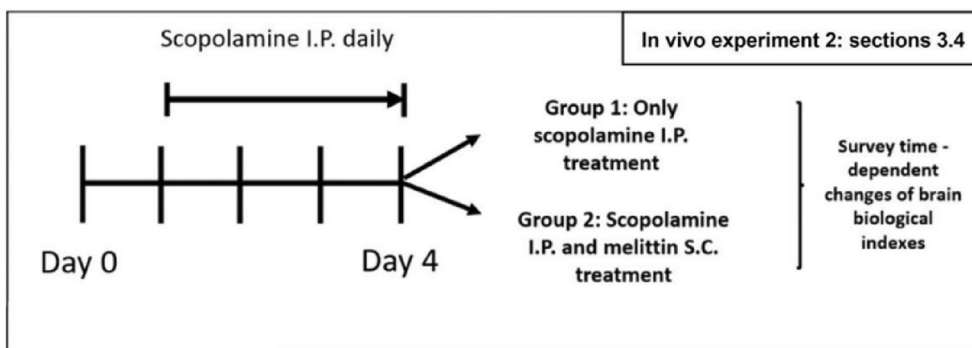 Scopolamine I.P. daily
In vivo experiment 2: sections 3.4
Group 1: Only
scopolamine I.P.
treatment
Group 2: Scopolamine
I.P. and melittin S.C.
treatment
Survey time -
dependent
changes of brain
biological
indexes
Day 0
Day 4